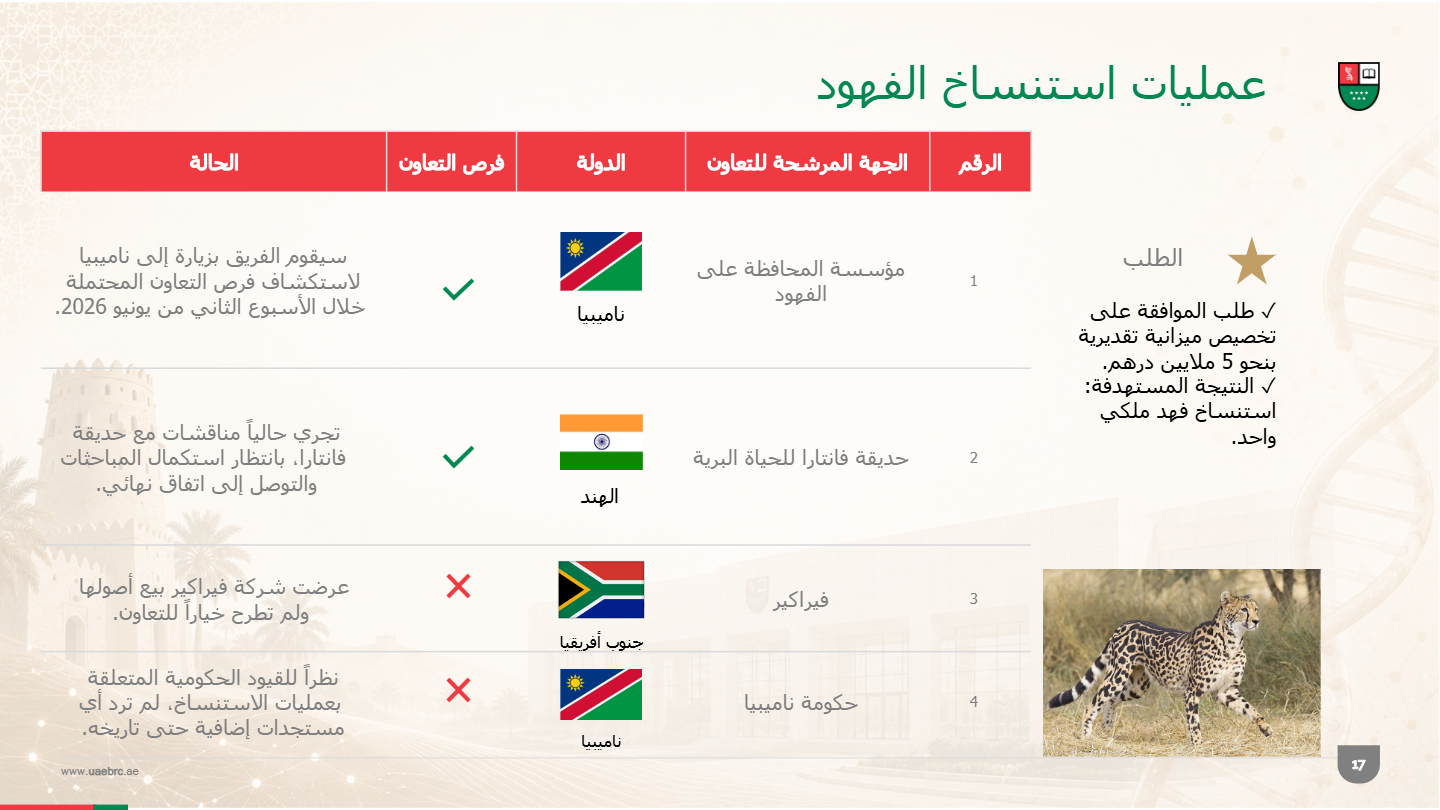 عمليات استنساخ الفهود
الرقم
الجهة المرشحة للتعاون
الدولة
فرص التعاون
الحالة
1
مؤسسة المحافظة على
الفهود
ناميبيا
سيقوم الفريق بزيارة إلى ناميبيا
لاستكشاف فرص التعاون المحتملة
خلال الأسبوع الثاني من يونيو 2026.
2
حديقة فانتارا للحياة البرية
الهند
تجري حالياً مناقشات مع حديقة
فانتارا، بانتظار استكمال المباحثات
والتوصل إلى اتفاق نهائي.
3
فيراكير
جنوب أفريقيا
عرضت شركة فيراكير بيع أصولها
ولم تطرح خياراً للتعاون.
4
حكومة ناميبيا
ناميبيا
نظراً للقيود الحكومية المتعلقة
بعمليات الاستنساخ، لم ترد أي
مستجدات إضافية حتى تاريخه.
الطلب
✓ طلب الموافقة على
تخصيص ميزانية تقديرية
بنحو 5 ملايين درهم.
✓ النتيجة المستهدفة:
استنساخ فهد ملكي
واحد.
www.uaebrc.ae
17